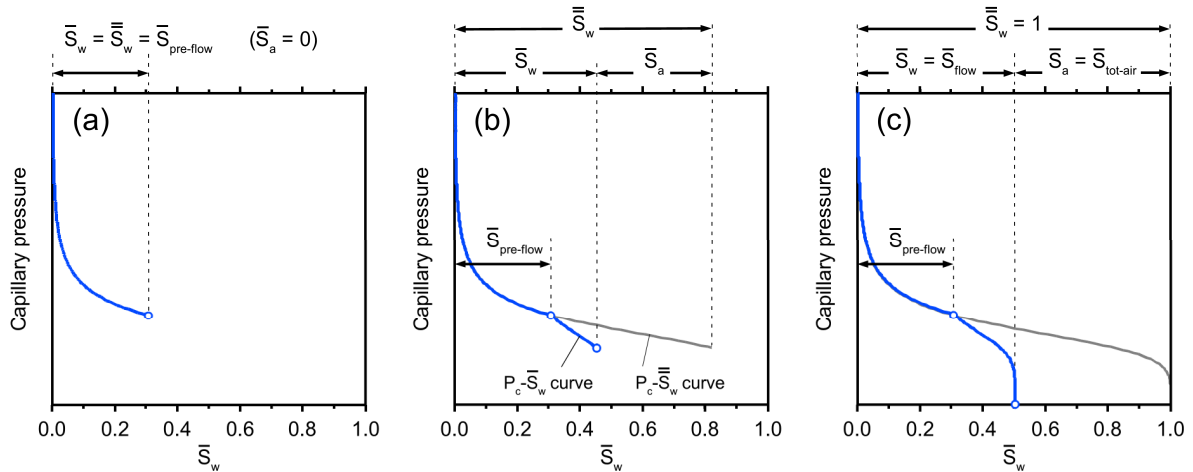 S̅w = S̿w = S̅pre-flow (S̅a = 0)
(a)
Capillary pressure
0.0 0.2 0.4 0.6 0.8 1.0
S̅w
S̿w
S̅w S̅a
(b)
S̅pre-flow
Pc-S̅w curve Pc-S̿w curve
Capillary pressure
0.0 0.2 0.4 0.6 0.8 1.0
S̅w
S̿w = 1
S̅w = S̅flow S̅a = S̅tot-air
(c)
S̅pre-flow
Capillary pressure
0.0 0.2 0.4 0.6 0.8 1.0
S̅w